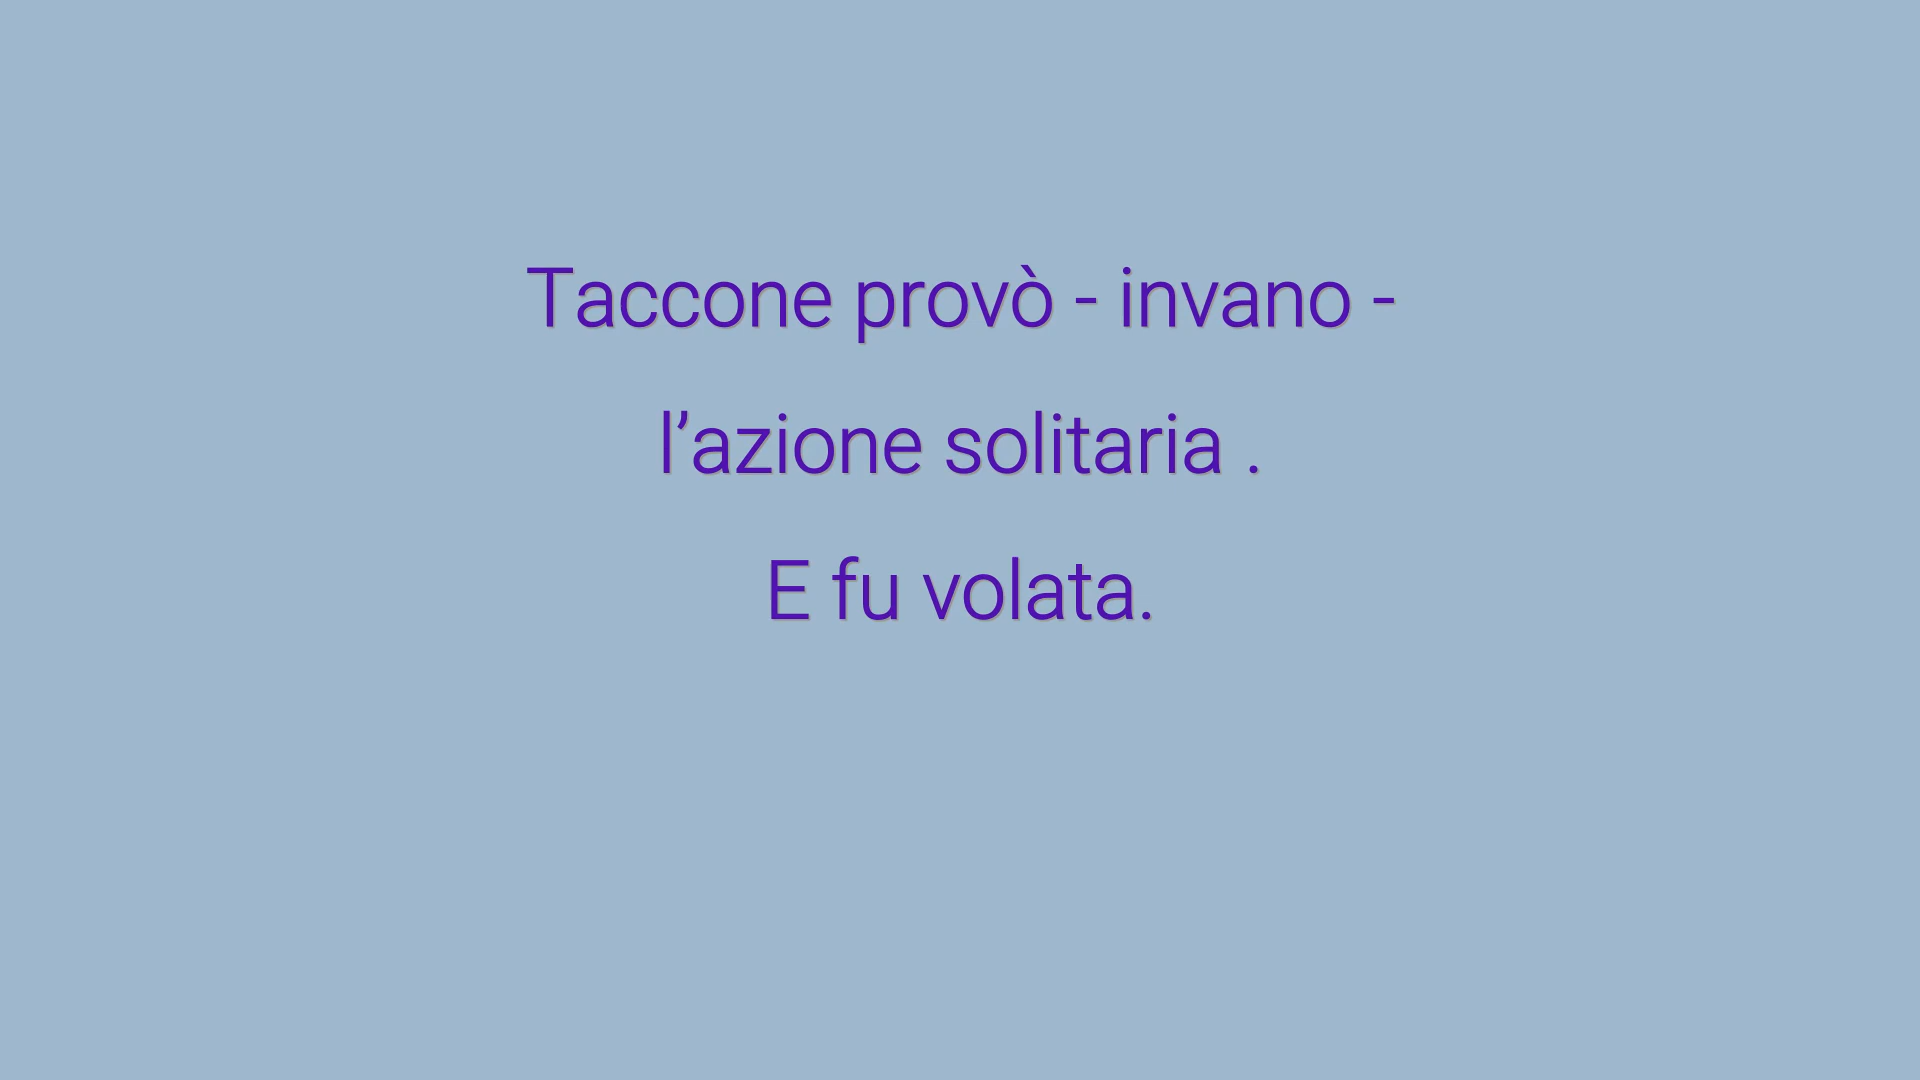 Taccone provò - invano -
l’azione solitaria .
E fu volata.